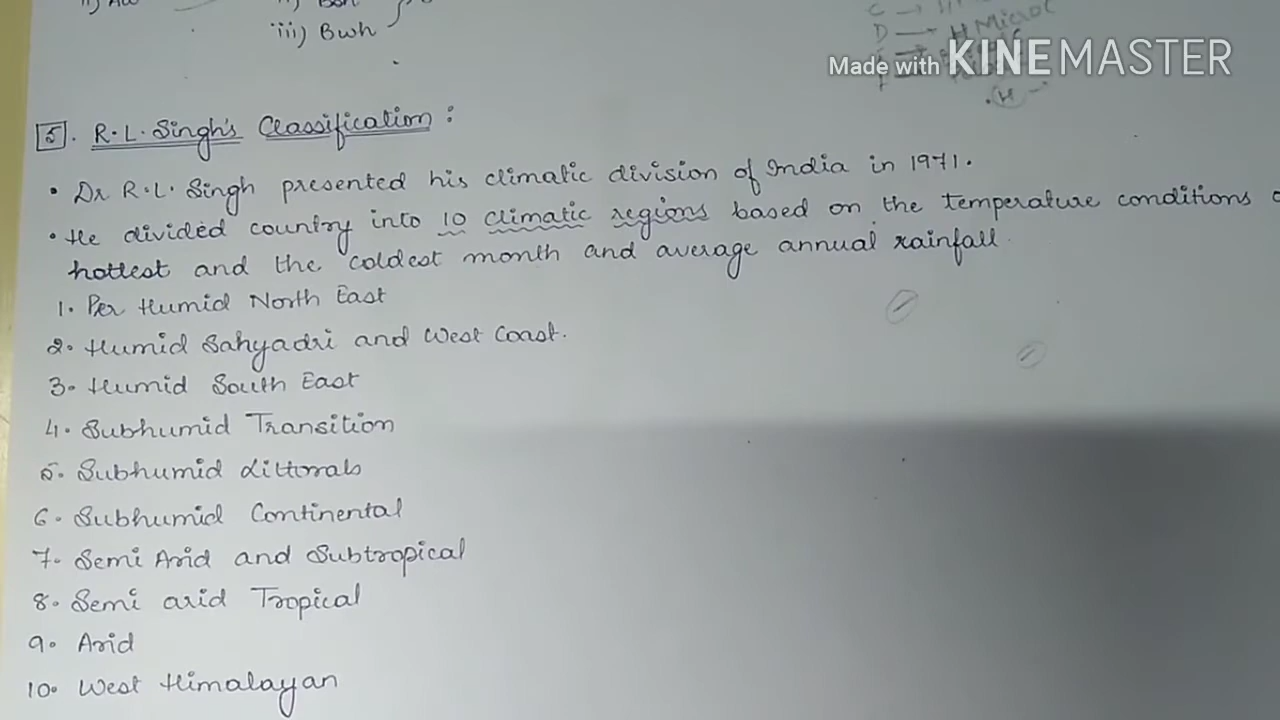 iii) Bwh
D → H Microc
Made with KINEMASTER
H
5. R.L. Singh's Classification :
• Dr R.L. Singh presented his climatic division of India in 1971.
• He divided country into 10 climatic regions based on the temperature conditions
hottest and the coldest month and average annual rainfall.
1. Per Humid North East
2. Humid Sahyadri and West Coast.
3. Humid South East
4. Subhumid Transition
5. Subhumid Littorals
6. Subhumid Continental
7. Semi Arid and Subtropical
8. Semi arid Tropical
9. Arid
10. West Himalayan